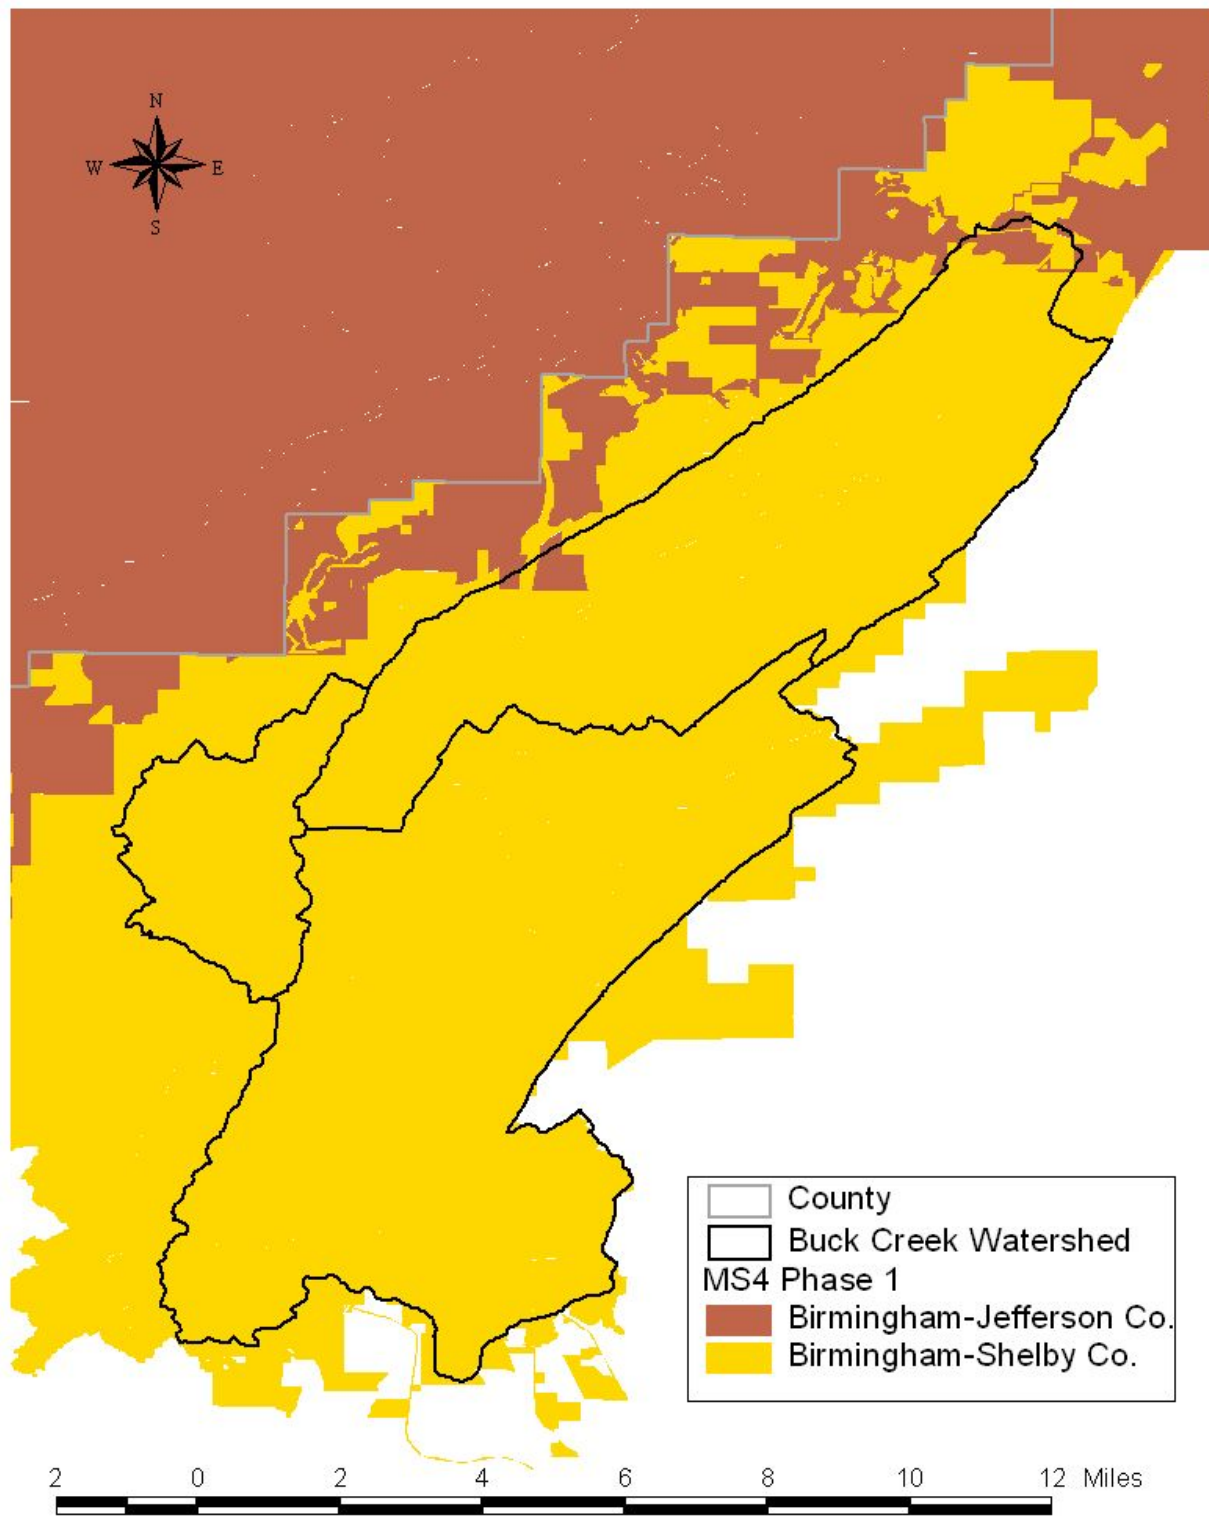 N
W E
S
County
Buck Creek Watershed
MS4 Phase 1
Birmingham-Jefferson Co.
Birmingham-Shelby Co.
2 0 2 4 6 8 10 12 Miles